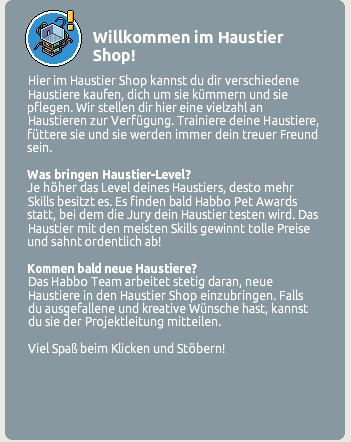 Willkommen im Haustier
Shop!
Hier im Haustier Shop kannst du dir verschiedene
Haustiere kaufen, dich um sie kümmern und sie
pflegen. Wir stellen dir hier eine vielzahl an
Haustieren zur Verfügung. Trainiere deine Haustiere,
füttere sie und sie werden immer dein treuer Freund
sein.
Was bringen Haustier-Level?
Je höher das Level deines Haustiers, desto mehr
Skills besitzt es. Es finden bald Habbo Pet Awards
statt, bei dem die Jury dein Haustier testen wird. Das
Haustier mit den meisten Skills gewinnt tolle Preise
und sahnt ordentlich ab!
Kommen bald neue Haustiere?
Das Habbo Team arbeitet stetig daran, neue
Haustiere in den Haustier Shop einzubringen. Falls
du ausgefallene und kreative Wünsche hast, kannst
du sie der Projektleitung mitteilen.
Viel Spaß beim Klicken und Stöbern!